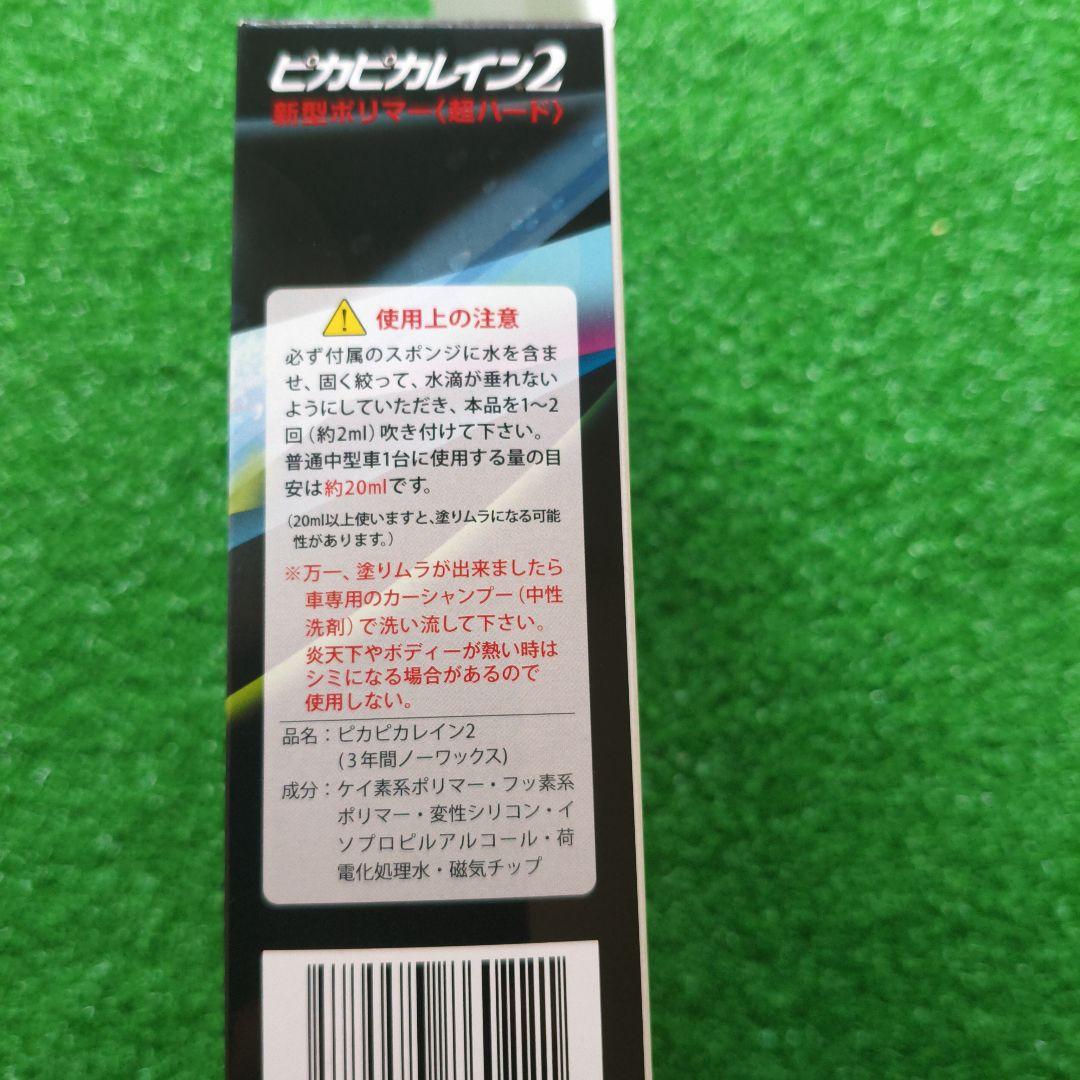 ピカピカレイン2
新型ポリマー〈超ハード〉
使用上の注意
必ず付属のスポンジに水を含ま
せ、固く絞って、水滴が垂れない
ようにしていただき、本品を1〜2
回（約2ml）吹き付けて下さい。
普通中型車1台に使用する量の目
安は約20mlです。
（20ml以上使いますと、塗りムラになる可能
性があります。）
※万一、塗りムラが出来ましたら
車専用のカーシャンプー（中性
洗剤）で洗い流して下さい。
炎天下やボディーが熱い時は
シミになる場合があるので
使用しない。
品名：ピカピカレイン2
（3年間ノーワックス）
成分：ケイ素系ポリマー・フッ素系
ポリマー・変性シリコン・イ
ソプロピルアルコール・荷
電化処理水・磁気チップ